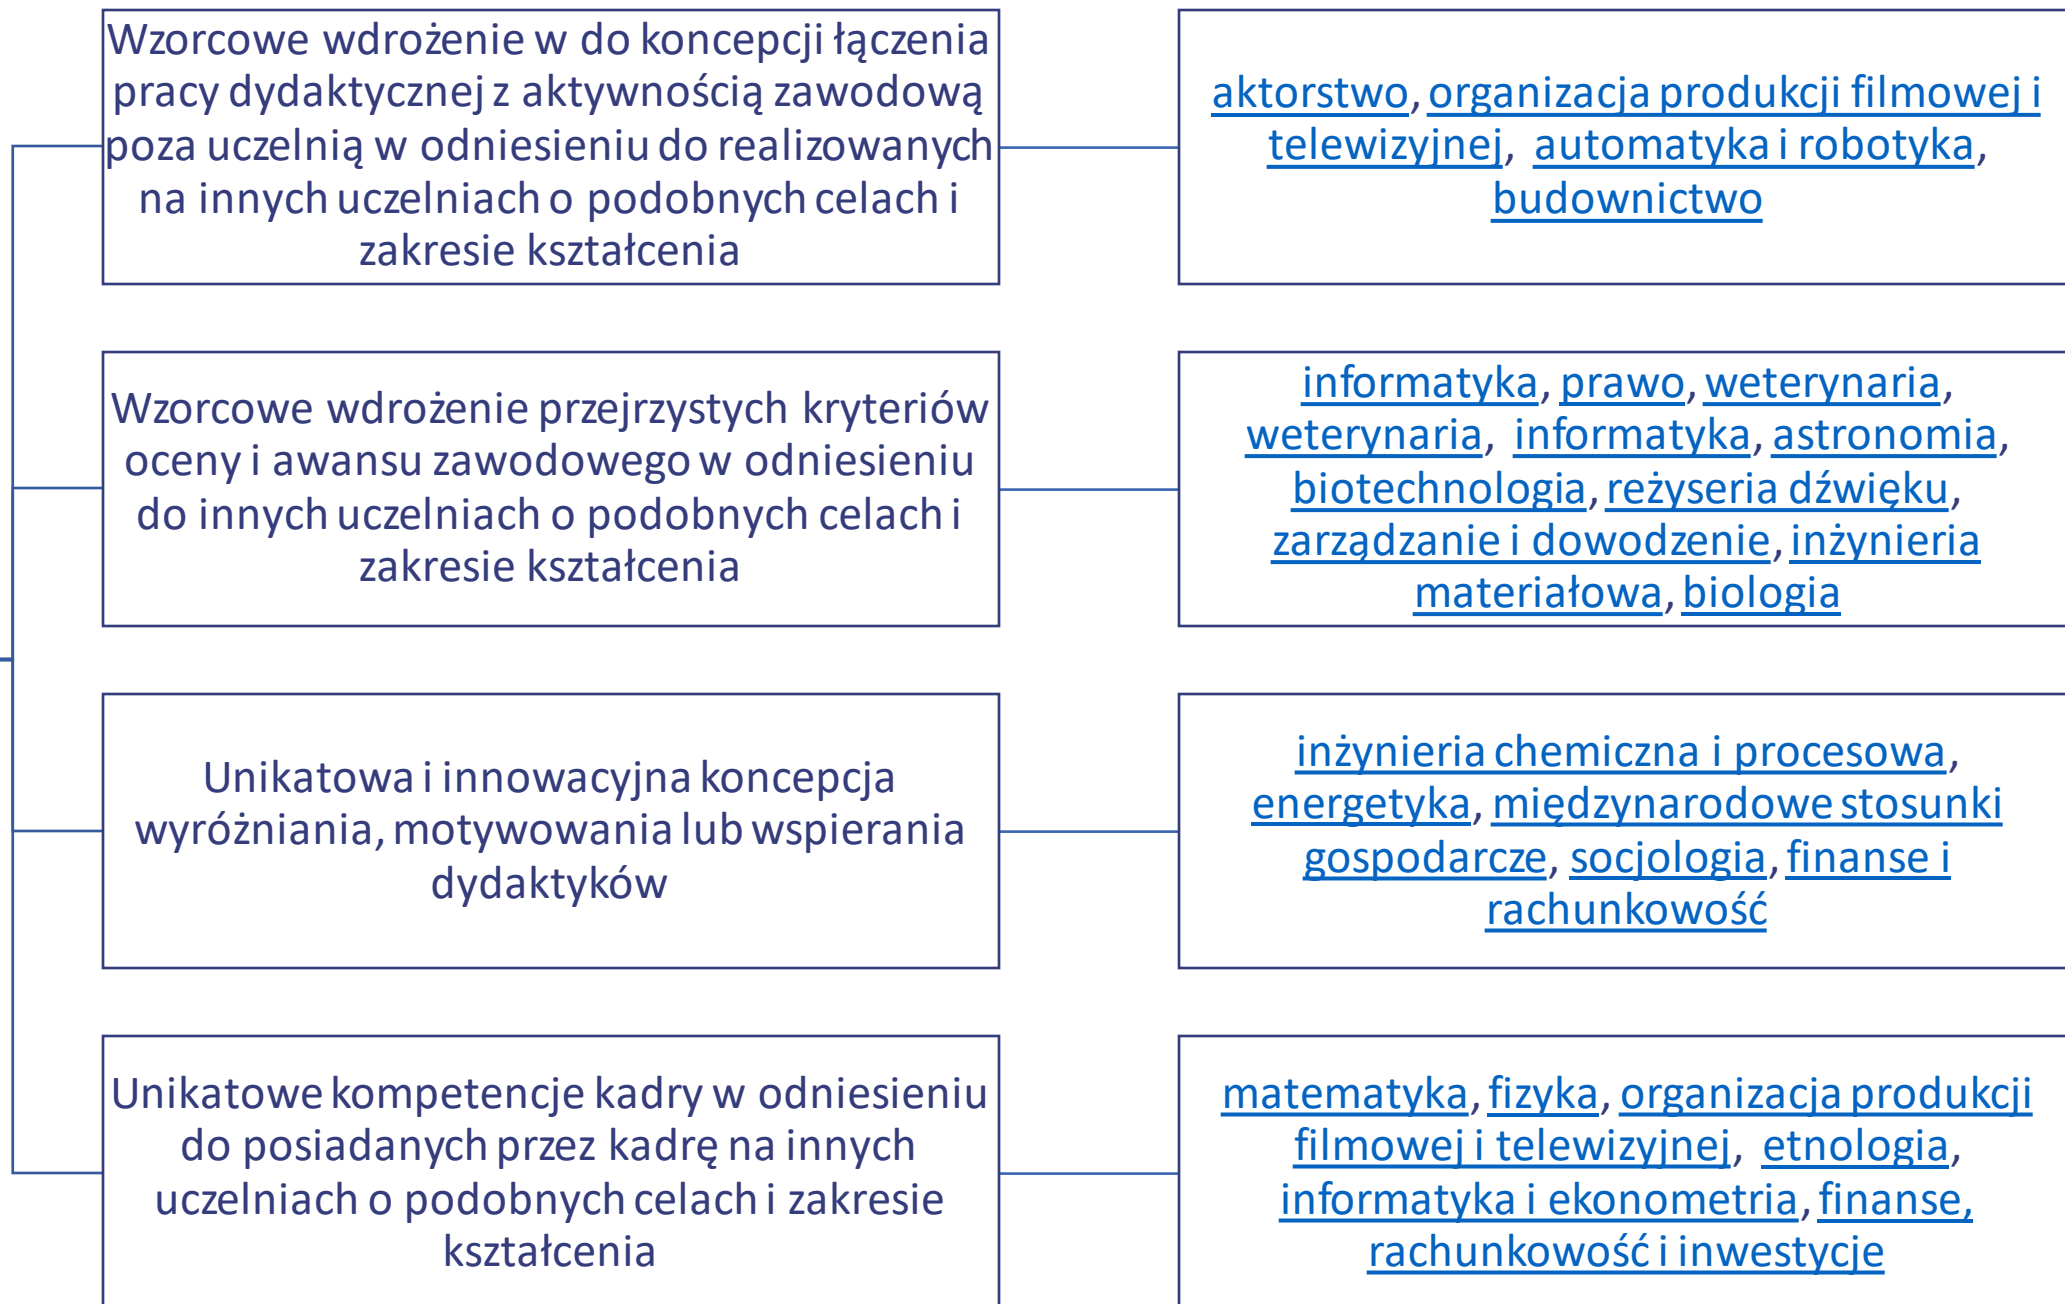 Wzorcowe wdrożenie w do koncepcji łączenia
pracy dydaktycznej z aktywnością zawodową
poza uczelnią w odniesieniu do realizowanych
na innych uczelniach o podobnych celach i
zakresie kształcenia
aktorstwo, organizacja produkcji filmowej i
telewizyjnej, automatyka i robotyka,
budownictwo
Wzorcowe wdrożenie przejrzystych kryteriów
oceny i awansu zawodowego w odniesieniu
do innych uczelniach o podobnych celach i
zakresie kształcenia
informatyka, prawo, weterynaria,
weterynaria, informatyka, astronomia,
biotechnologia, reżyseria dźwięku,
zarządzanie i dowodzenie, inżynieria
materiałowa, biologia
Unikatowa i innowacyjna koncepcja
wyróżniania, motywowania lub wspierania
dydaktyków
inżynieria chemiczna i procesowa,
energetyka, międzynarodowe stosunki
gospodarcze, socjologia, finanse i
rachunkowość
Unikatowe kompetencje kadry w odniesieniu
do posiadanych przez kadrę na innych
uczelniach o podobnych celach i zakresie
kształcenia
matematyka, fizyka, organizacja produkcji
filmowej i telewizyjnej, etnologia,
informatyka i ekonometria, finanse,
rachunkowość i inwestycje